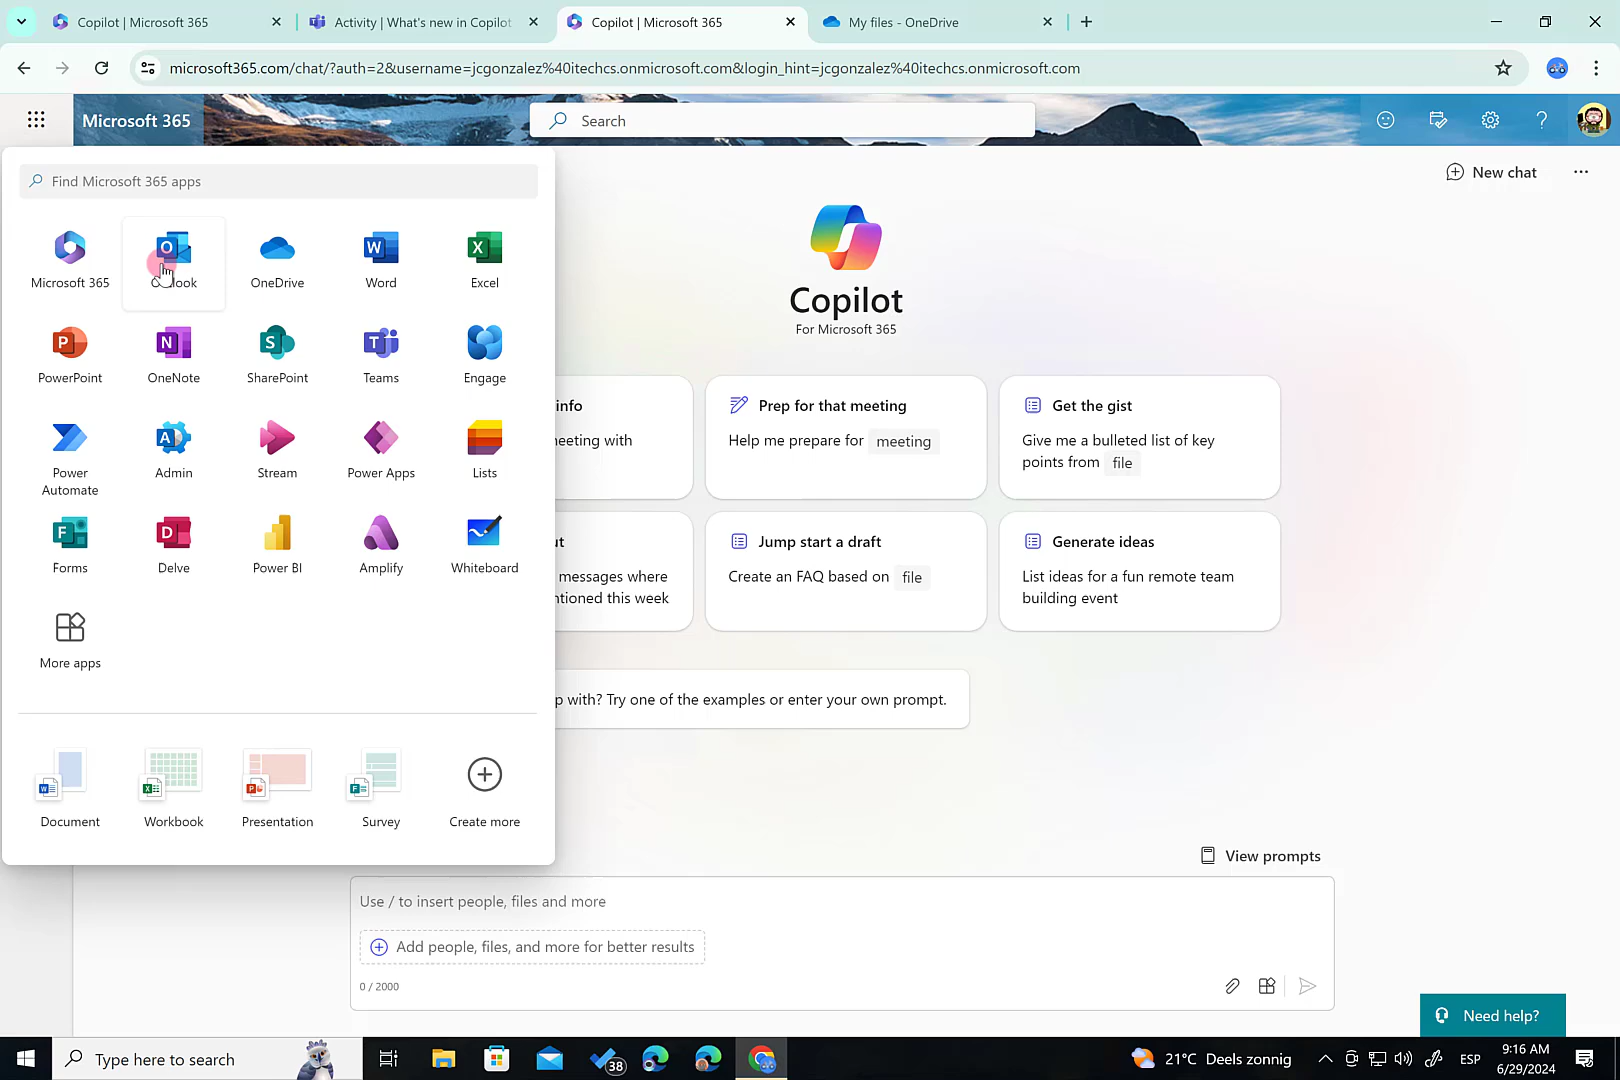 Copilot | Microsoft 365
Activity | What's new in Copilot
Copilot | Microsoft 365
My files - OneDrive
microsoft365.com/chat/?auth=2&username=jcgonzalez%40itechcs.onmicrosoft.com&login_hint=jcgonzalez%40itechcs.onmicrosoft.com
Microsoft 365
Search
New chat
Find Microsoft 365 apps
Microsoft 365
Outlook
OneDrive
Word
Excel
PowerPoint
OneNote
SharePoint
Teams
Engage
Power
Automate
Admin
Stream
Power Apps
Lists
Forms
Delve
Power BI
Amplify
Whiteboard
More apps
Document
Workbook
Presentation
Survey
Create more
Copilot
For Microsoft 365
info
meeting with
Prep for that meeting
Help me prepare for meeting
Get the gist
Give me a bulleted list of key
points from file
ut
messages where
ntioned this week
Jump start a draft
Create an FAQ based on file
Generate ideas
List ideas for a fun remote team
building event
p with? Try one of the examples or enter your own prompt.
View prompts
Use / to insert people, files and more
Add people, files, and more for better results
0 / 2000
Need help?
Type here to search
38
21°C Deels zonnig
ESP
9:16 AM
6/29/2024